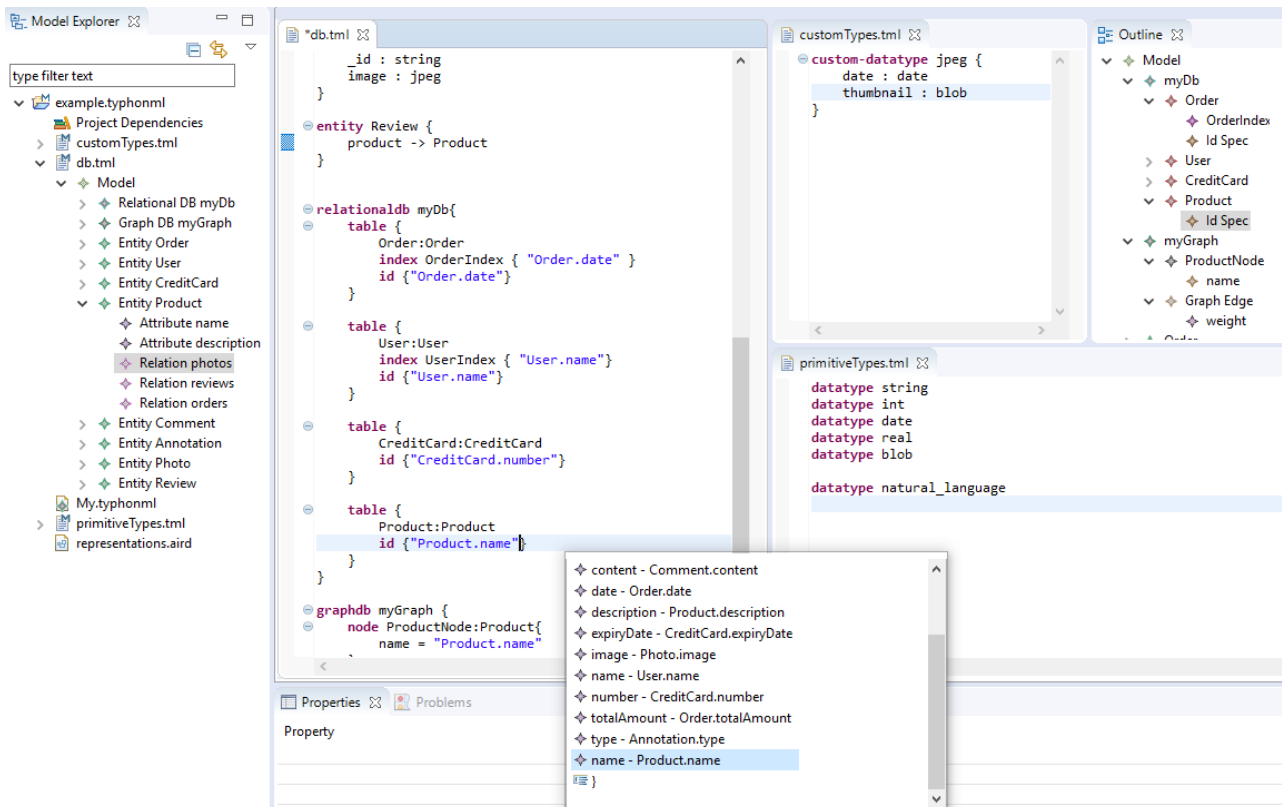 Model Explorer
type filter text
example.typhonml
Project Dependencies
customTypes.tml
db.tml
Model
Relational DB myDb
Graph DB myGraph
Entity Order
Entity User
Entity CreditCard
Entity Product
Attribute name
Attribute description
Relation photos
Relation reviews
Relation orders
Entity Comment
Entity Annotation
Entity Photo
Entity Review
My.typhonml
primitiveTypes.tml
representations.aird
*db.tml
_id : string
image : jpeg
}
entity Review {
product -> Product
}
relationaldb myDb{
table {
Order:Order
index OrderIndex { "Order.date" }
id {"Order.date"}
}
table {
User:User
index UserIndex { "User.name"}
id {"User.name"}
}
table {
CreditCard:CreditCard
id {"CreditCard.number"}
}
table {
Product:Product
id {"Product.name"}
}
}
graphdb myGraph {
node ProductNode:Product{
name = "Product.name"
content - Comment.content
date - Order.date
description - Product.description
expiryDate - CreditCard.expiryDate
image - Photo.image
name - User.name
number - CreditCard.number
totalAmount - Order.totalAmount
type - Annotation.type
name - Product.name
}
customTypes.tml
custom-datatype jpeg {
date : date
thumbnail : blob
}
primitiveTypes.tml
datatype string
datatype int
datatype date
datatype real
datatype blob
datatype natural_language
Outline
Model
myDb
Order
OrderIndex
Id Spec
User
CreditCard
Product
Id Spec
myGraph
ProductNode
name
Graph Edge
weight
Properties
Problems
Property